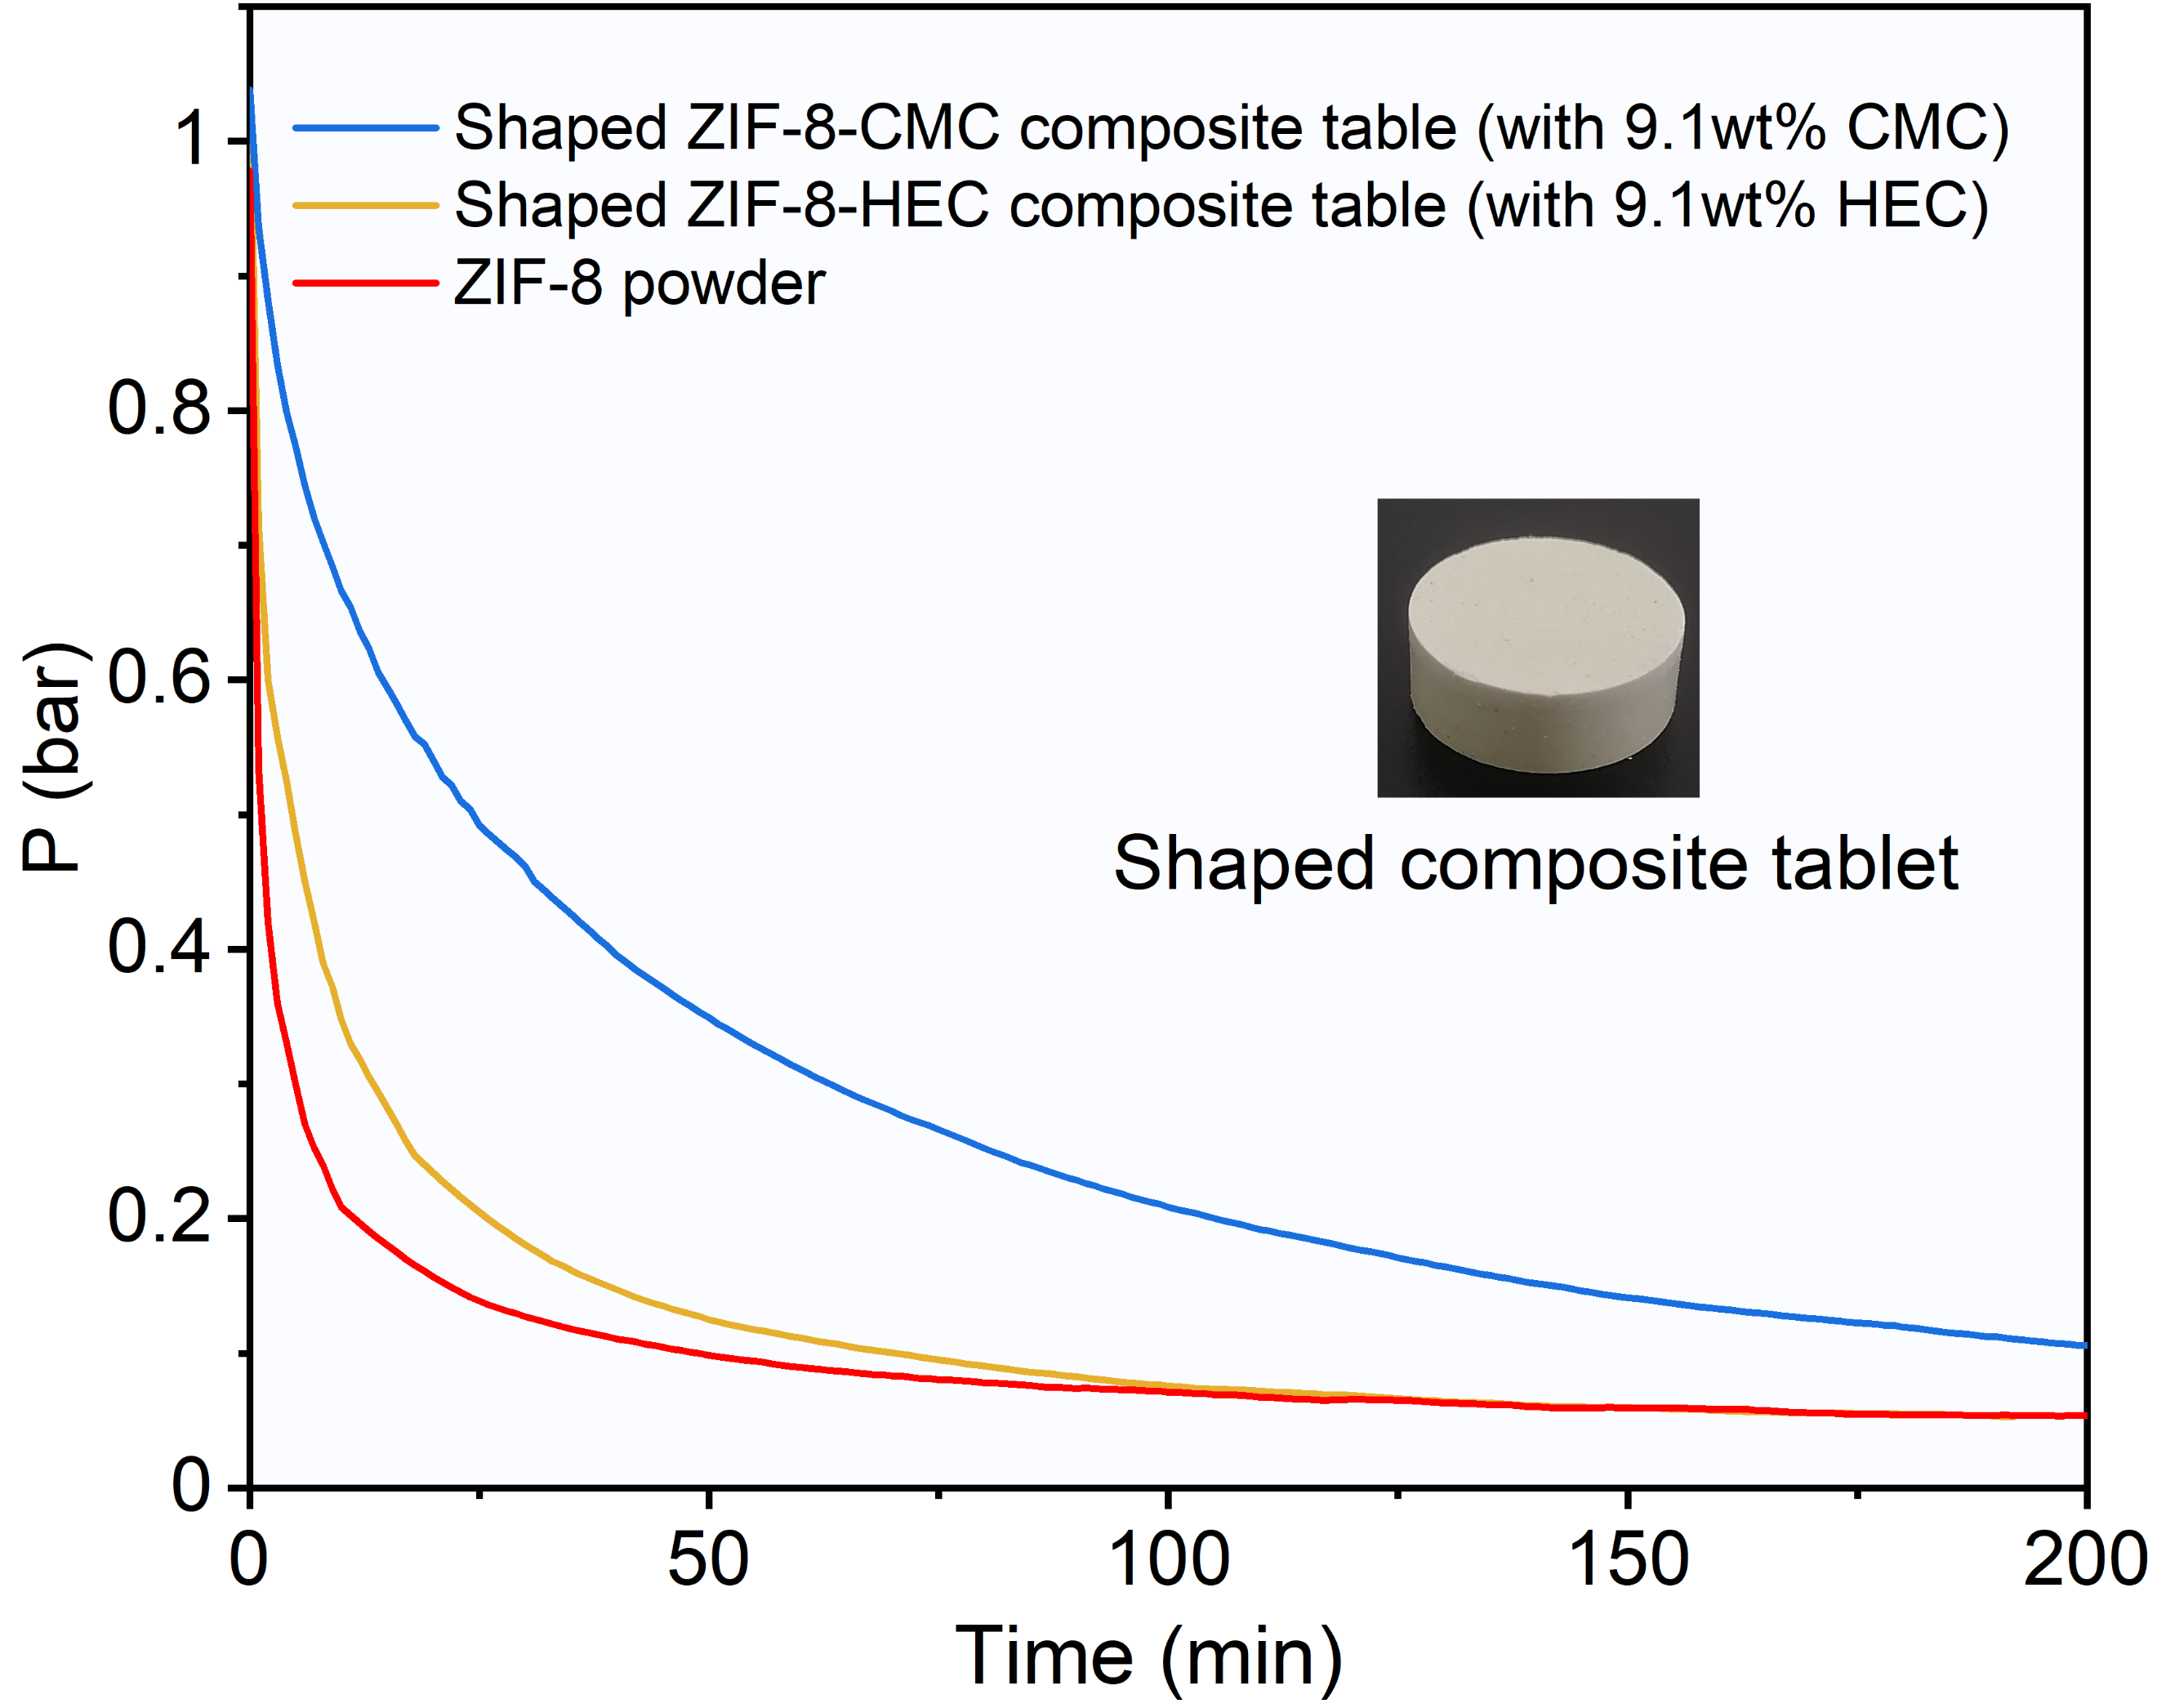 Shaped ZIF-8-CMC composite table (with 9.1wt% CMC)
Shaped ZIF-8-HEC composite table (with 9.1wt% HEC)
ZIF-8 powder
1
0.8
0.6
0.4
0.2
0
P (bar)
Shaped composite tablet
0 50 100 150 200
Time (min)